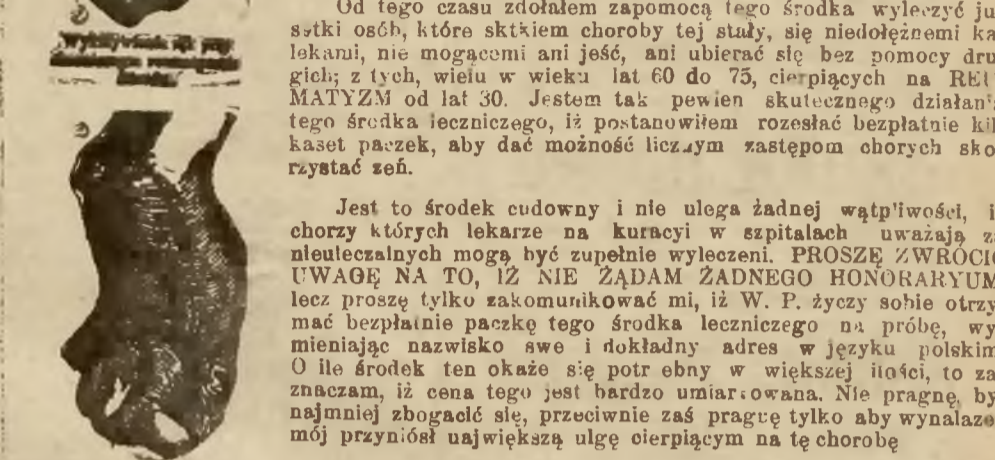 Od tego czasu zdołałem zapomocą tego środka wyleczyć ju
setki osób, które sktkiem choroby tej stały, się niedołężnemi ka
lekami, nie mogącemi ani jeść, ani ubierać się bez pomocy dru
gich; z tych, wielu w wieku lat 60 do 75, cierpiących na REU
MATYZM od lat 30. Jestem tak pewien skutecznego działani
tego środka leczniczego, iż postanowiłem rozesłać bezpłatnie kil
kaset paczek, aby dać możność licznym zastępom chorych sko
rzystać zeń.
Jest to środek cudowny i nie ulega żadnej wątpliwości, i
chorzy których lekarze na kuracyi w szpitalach uważają z
nieuleczalnych mogą być zupełnie wyleczeni. PROSZĘ ZWRÓCIĆ
UWAGĘ NA TO, IŻ NIE ŻĄDAM ŻADNEGO HONORARYUM
lecz proszę tylko zakomunikować mi, iż W. P. życzy sobie otrzy
mać bezpłatnie paczkę tego środka leczniczego na próbę, wy
mieniając nazwisko swe i dokładny adres w języku polskim
O ile środek ten okaże się potrzebny w większej ilości, to za
znaczam, iż cena tego jest bardzo umiarkowana. Nie pragnę, by
najmniej zbogacić się, przeciwnie zaś pragnę tylko aby wynalaze
mój przyniósł największą ulgę cierpiącym na tę chorobę